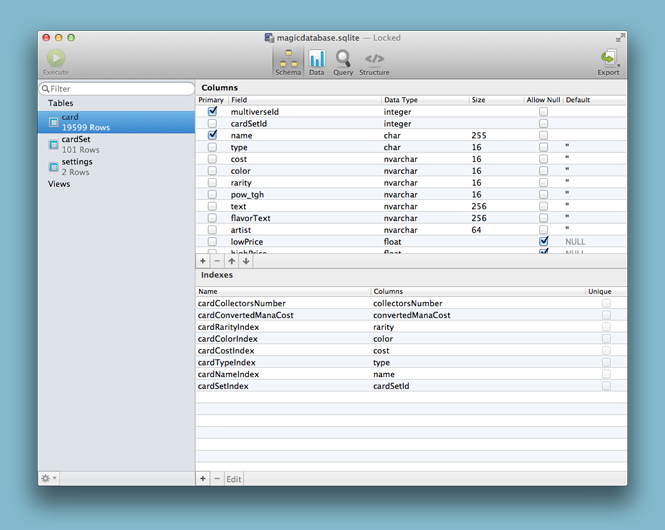 magicdatabase.sqlite — Locked
Execute
Schema Data Query Structure
Export
Filter
Tables
card
19599 Rows
cardSet
101 Rows
settings
2 Rows
Views
Columns
Primary Field Data Type Size Allow Null Default
multiverseId integer
cardSetId integer
name char 255
type char 16 "
cost nvarchar 16 "
color nvarchar 16 "
rarity nvarchar 16 "
pow_tgh nvarchar 16 "
text nvarchar 256 "
flavorText nvarchar 256 "
artist nvarchar 64 "
lowPrice float NULL
highPrice float NULL
+ −
Indexes
Name Columns Unique
cardCollectorsNumber collectorsNumber
cardConvertedManaCost convertedManaCost
cardRarityIndex rarity
cardColorIndex color
cardCostIndex cost
cardTypeIndex type
cardNameIndex name
cardSetIndex cardSetId
+ − Edit